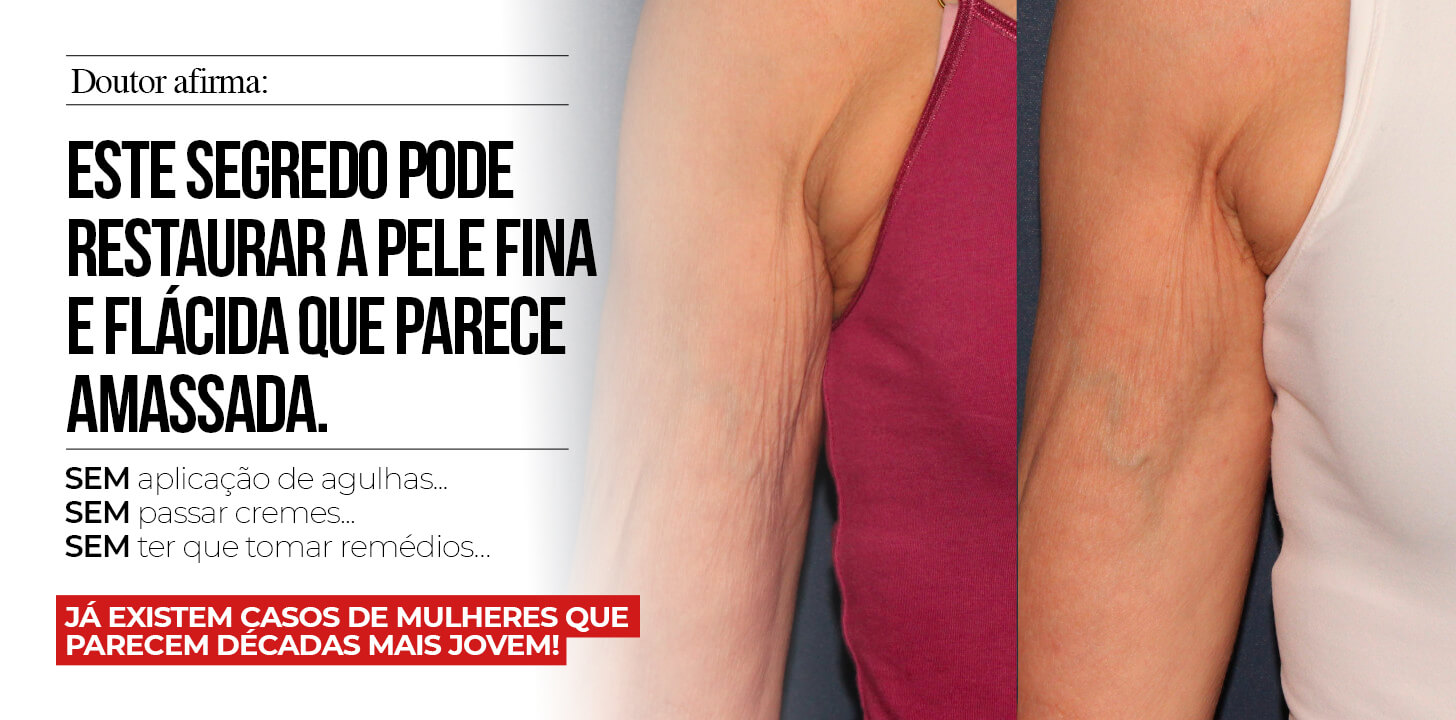 Doutor afirma:
ESTE SEGREDO PODE
RESTAURAR A PELE FINA
E FLÁCIDA QUE PARECE
AMASSADA.
SEM aplicação de agulhas...
SEM passar cremes...
SEM ter que tomar remédios...
JÁ EXISTEM CASOS DE MULHERES QUE
PARECEM DÉCADAS MAIS JOVEM!